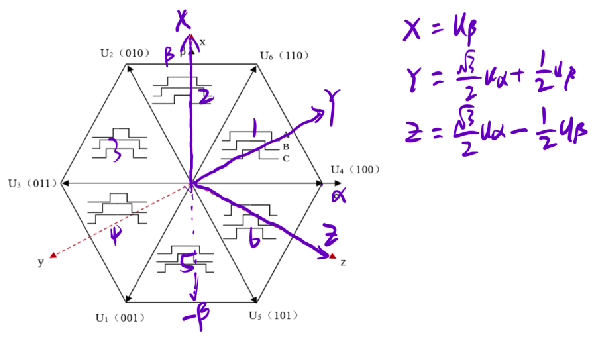 X
X = Uβ
x
β
U₂（010）
U₆（110）
Y = √3/2 Uα + 1/2 Uβ
2
Y
Z = √3/2 Uα − 1/2 Uβ
1
A
B
C
3
U₃（011）
U₄（100）
α
4
6
Z
y
5
z
U₁（001）
-β
U₅（101）